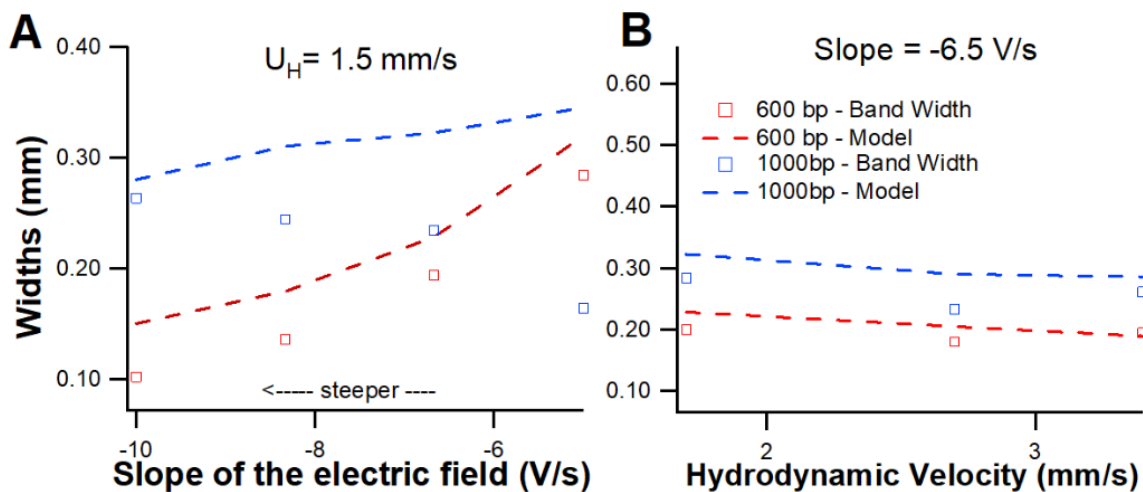 A
U_H= 1.5 mm/s
0.40
0.30
0.20
0.10
Widths (mm)
<----- steeper ----
-10
-8
-6
Slope of the electric field (V/s)
B
Slope = -6.5 V/s
0.60
0.50
0.40
0.30
0.20
0.10
600 bp - Band Width
600 bp - Model
1000bp - Band Width
1000bp - Model
2
3
Hydrodynamic Velocity (mm/s)